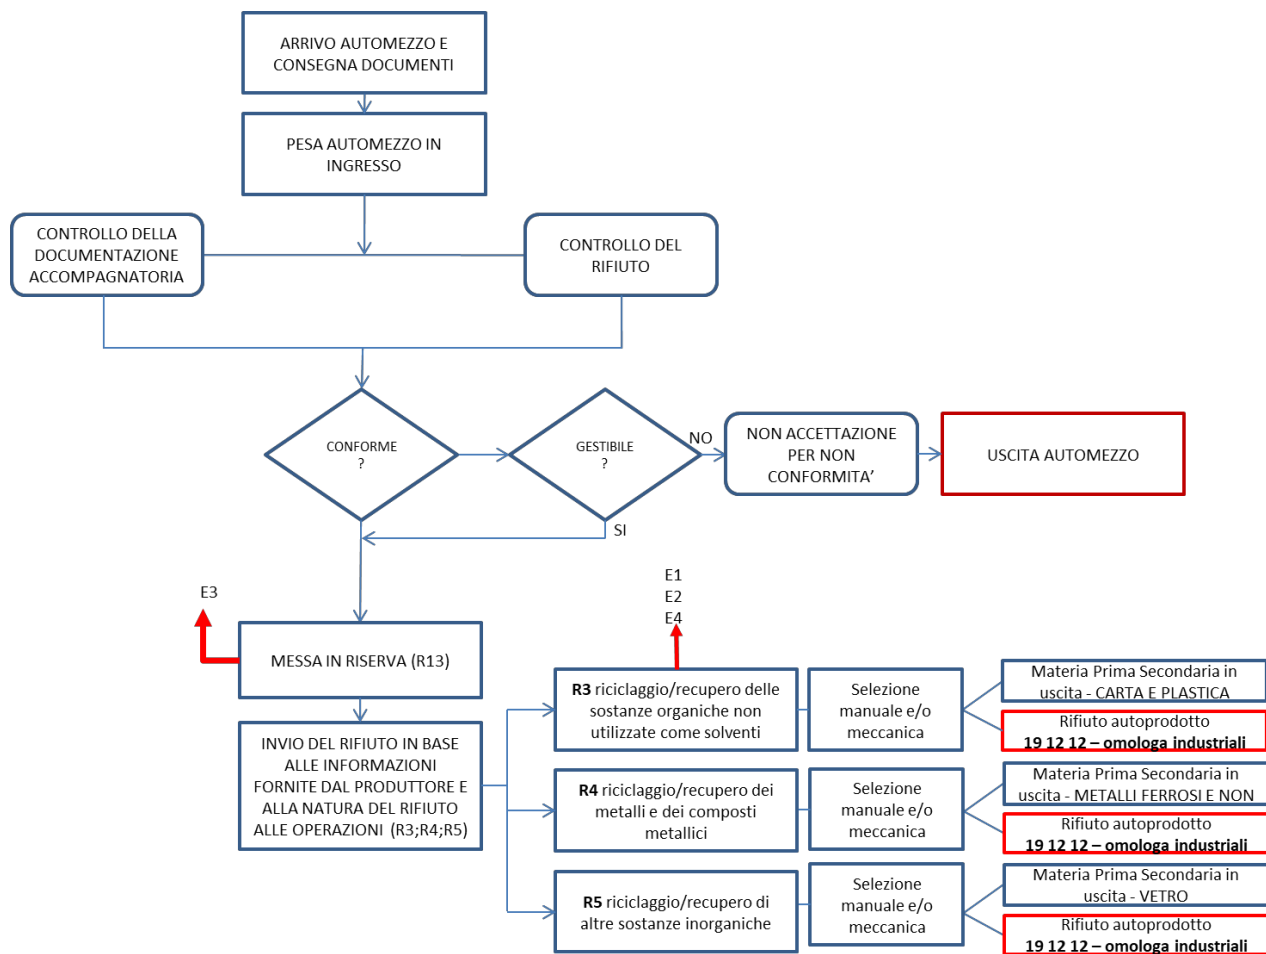 ARRIVO AUTOMEZZO E
CONSEGNA DOCUMENTI
PESA AUTOMEZZO IN
INGRESSO
CONTROLLO DELLA
DOCUMENTAZIONE
ACCOMPAGNATORIA
CONTROLLO DEL
RIFIUTO
CONFORME
?
GESTIBILE
?
NO
NON ACCETTAZIONE
PER NON
CONFORMITA’
USCITA AUTOMEZZO
SI
E3
E1
E2
E4
MESSA IN RISERVA (R13)
INVIO DEL RIFIUTO IN BASE
ALLE INFORMAZIONI
FORNITE DAL PRODUTTORE E
ALLA NATURA DEL RIFIUTO
ALLE OPERAZIONI (R3;R4;R5)
R3 riciclaggio/recupero delle
sostanze organiche non
utilizzate come solventi
Selezione
manuale e/o
meccanica
Materia Prima Secondaria in
uscita - CARTA E PLASTICA
Rifiuto autoprodotto
19 12 12 – omologa industriali
R4 riciclaggio/recupero dei
metalli e dei composti
metallici
Selezione
manuale e/o
meccanica
Materia Prima Secondaria in
uscita - METALLI FERROSI E NON
Rifiuto autoprodotto
19 12 12 – omologa industriali
R5 riciclaggio/recupero di
altre sostanze inorganiche
Selezione
manuale e/o
meccanica
Materia Prima Secondaria in
uscita - VETRO
Rifiuto autoprodotto
19 12 12 – omologa industriali